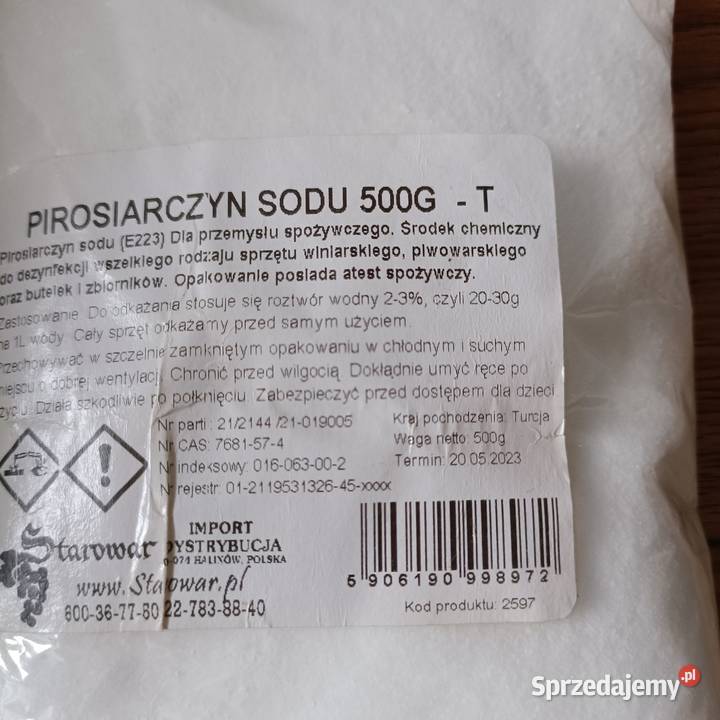 PIROSIARCZYN SODU 500G - T
Pirosiarczyn sodu (E223) Dla przemysłu spożywczego. Środek chemiczny
do dezynfekcji wszelkiego rodzaju sprzętu winiarskiego, piwowarskiego
oraz butelek i zbiorników. Opakowanie posiada atest spożywczy.
Zastosowanie. Do odkażania stosuje się roztwór wodny 2-3%, czyli 20-30g
na 1L wody. Cały sprzęt odkażamy przed samym użyciem.
Przechowywać w szczelnie zamkniętym opakowaniu w chłodnym i suchym
miejscu o dobrej wentylacji. Chronić przed wilgocią. Dokładnie umyć ręce po
życiu. Działa szkodliwie po połknięciu. Zabezpieczyć przed dostępem dla dzieci
Nr partii: 21/2144 /21-019005
Nr CAS: 7681-57-4
Nr indeksowy: 016-063-00-2
Nr rejestr: 01-2119531326-45-xxxx
Kraj pochodzenia: Turcja
Waga netto: 500g
Termin: 20.05.2023
Starowar
IMPORT
DYSTRYBUCJA
HALINÓW, POLSKA
www.Starowar.pl
600-36-77-80 22-783-88-40
5 906190 998972
Kod produktu: 2597
Sprzedajemy.pl